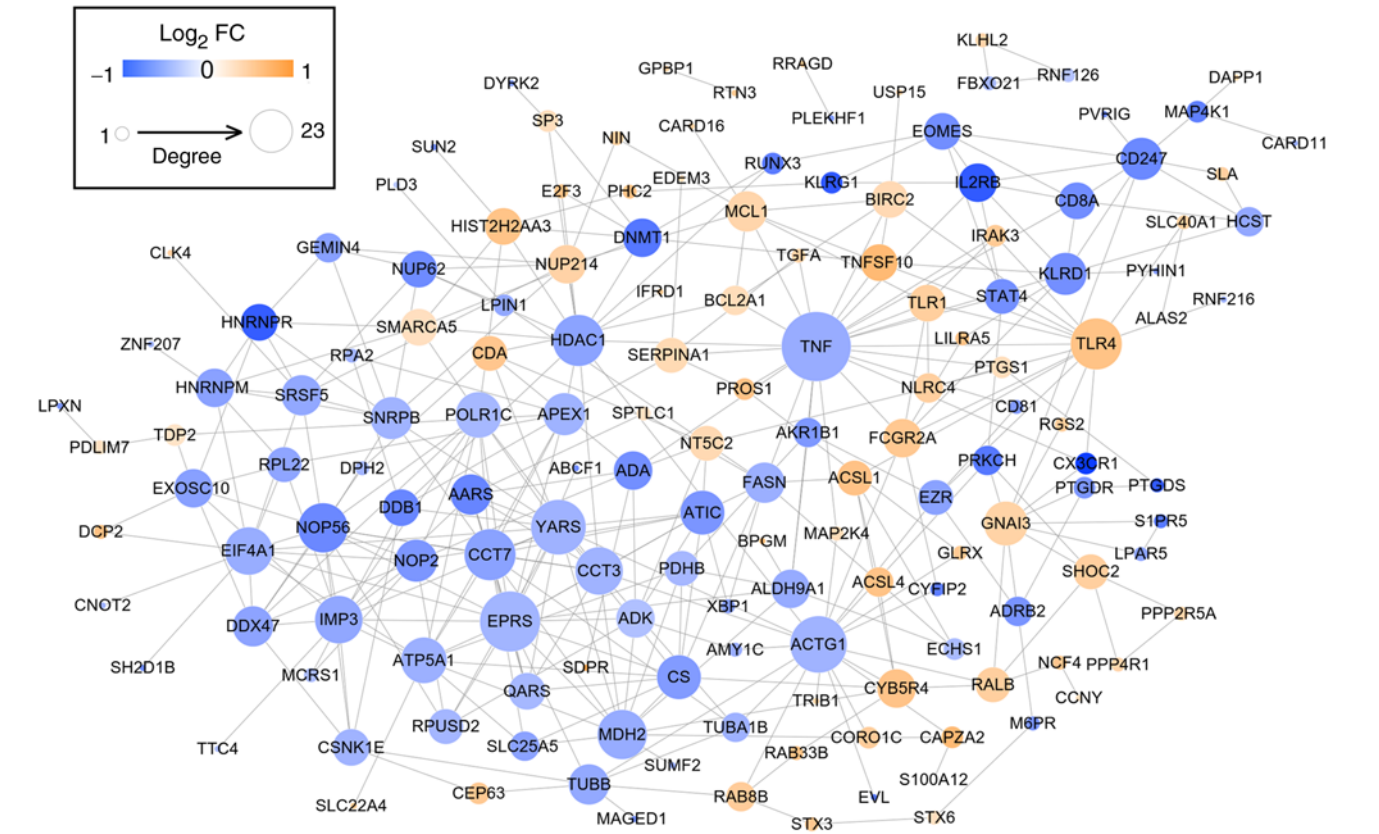 Log2 FC
−1 0 1
1 23
Degree
KLHL2
RRAGD
GPBP1
FBXO21 RNF126
DAPP1
DYRK2
RTN3
USP15
PLEKHF1
PVRIG
MAP4K1
SP3
CARD16
NIN
EOMES
CARD11
SUN2
RUNX3
CD247
PLD3
E2F3
PHC2
EDEM3
KLRG1
IL2RB
SLA
HIST2H2AA3
DNMT1
MCL1
BIRC2
CD8A
SLC40A1
HCST
IRAK3
CLK4
GEMIN4
NUP62
NUP214
TGFA
TNFSF10
KLRD1
PYHIN1
IFRD1
BCL2A1
LPIN1
TLR1
STAT4
RNF216
HNRNPR
SMARCA5
ALAS2
ZNF207
RPA2
CDA
HDAC1
SERPINA1
TNF
LILRA5
TLR4
PTGS1
HNRNPM
SRSF5
PROS1
NLRC4
LPXN
SNRPB
POLR1C
APEX1
SPTLC1
CD81
RGS2
PDLIM7
TDP2
NT5C2
AKR1B1
FCGR2A
EXOSC10
RPL22
DPH2
ABCF1
ADA
FASN
ACSL1
PRKCH
CX3CR1
PTGDR
PTGDS
DDB1
AARS
EZR
DCP2
NOP56
YARS
ATIC
GNAI3
S1PR5
EIF4A1
NOP2
CCT7
CCT3
BPGM
MAP2K4
GLRX
LPAR5
PDHB
SHOC2
CNOT2
ALDH9A1
ACSL4
CYFIP2
XBP1
DDX47
IMP3
EPRS
ADK
ADRB2
PPP2R5A
SH2D1B
MCRS1
ATP5A1
SDPR
AMY1C
ACTG1
ECHS1
NCF4
PPP4R1
QARS
CS
CYB5R4
RALB
CCNY
TRIB1
RPUSD2
SLC25A5
MDH2
TUBA1B
M6PR
TTC4
CSNK1E
RAB33B
CORO1C
CAPZA2
SUMF2
TUBB
S100A12
SLC22A4
CEP63
RAB8B
EVL
MAGED1
STX3
STX6